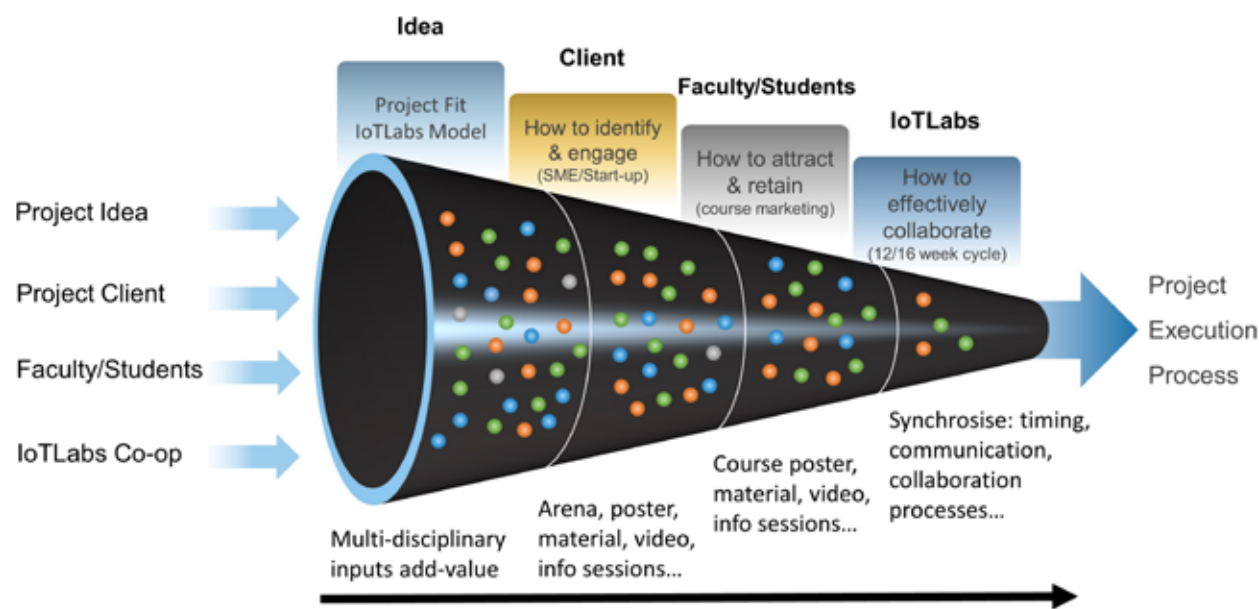 Idea
Project Fit
IoTLabs Model
Client
How to identify
& engage
(SME/Start-up)
Faculty/Students
How to attract
& retain
(course marketing)
IoTLabs
How to
effectively
collaborate
(12/16 week cycle)
Project Idea
Project Client
Faculty/Students
IoTLabs Co-op
Project
Execution
Process
Multi-disciplinary
inputs add-value
Arena, poster,
material, video,
info sessions...
Course poster,
material, video,
info sessions...
Synchrosise: timing,
communication,
collaboration
processes...